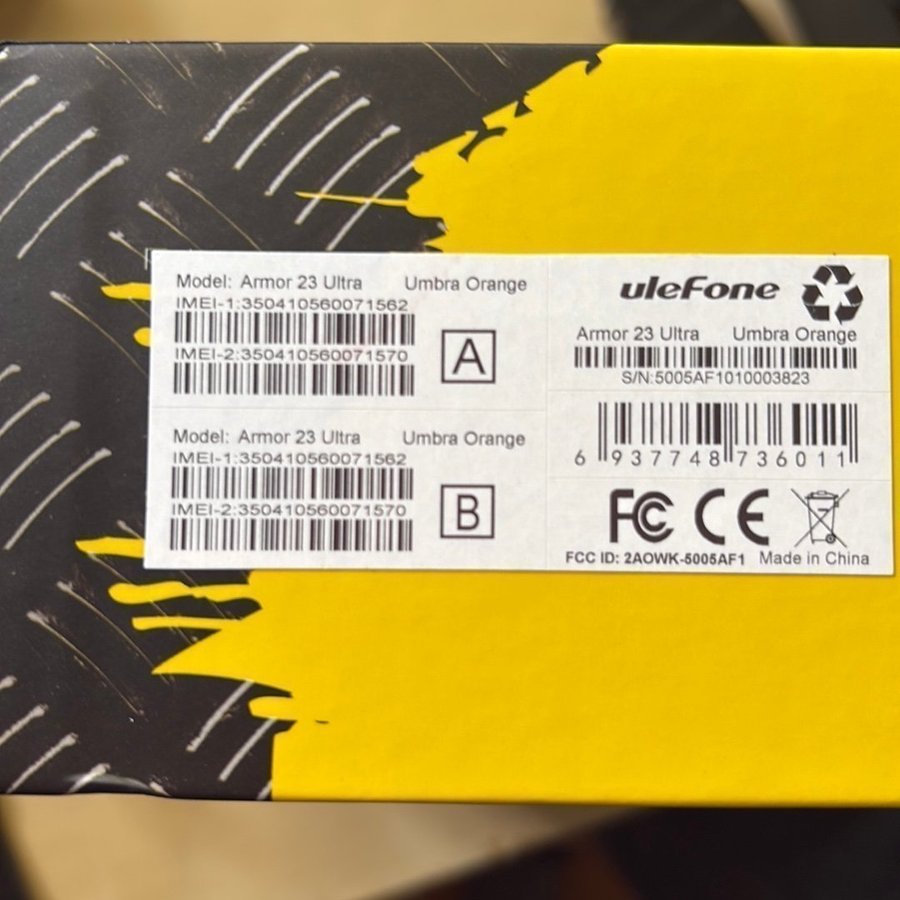 Model: Armor 23 Ultra Umbra Orange
IMEI-1:350410560071562
IMEI-2:350410560071570
A
Model: Armor 23 Ultra Umbra Orange
IMEI-1:350410560071562
IMEI-2:350410560071570
B
uleFone
Armor 23 Ultra Umbra Orange
S/N:5005AF1010003823
6 937748 736011
FC CE
FCC ID: 2AOWK-5005AF1 Made in China